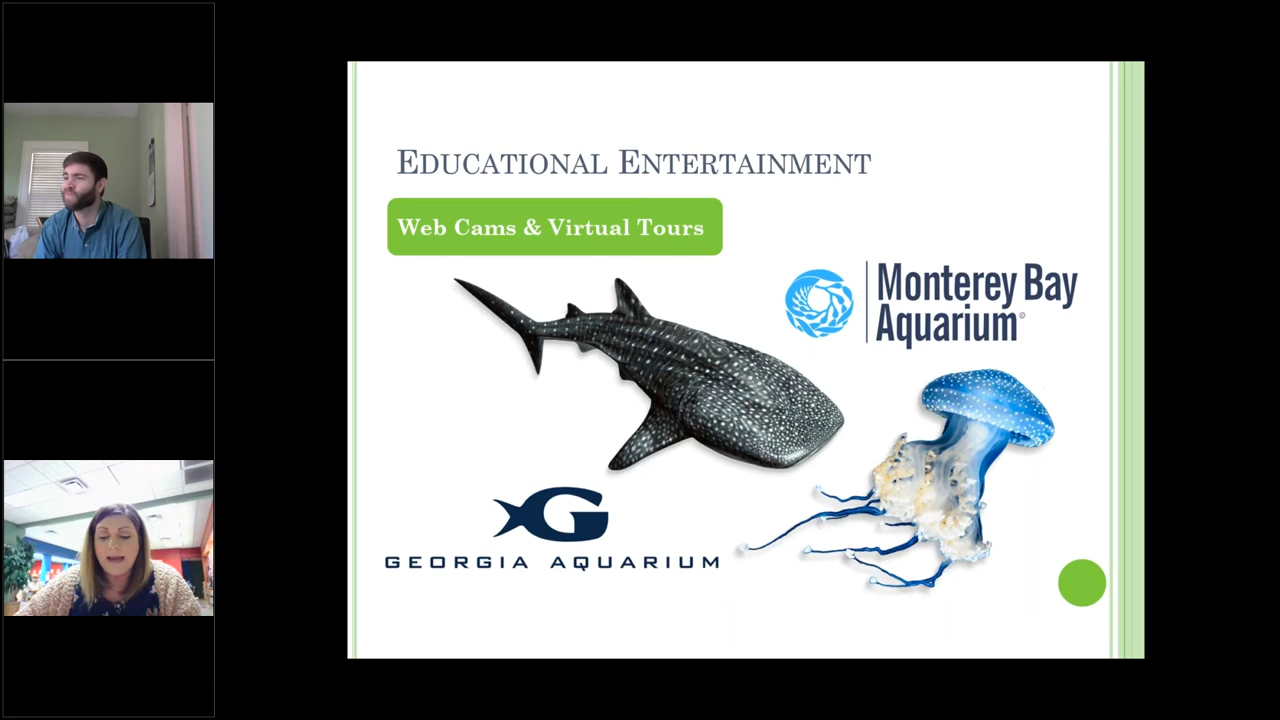 Educational Entertainment
Web Cams & Virtual Tours
Monterey Bay
Aquarium©
G
GEORGIA AQUARIUM